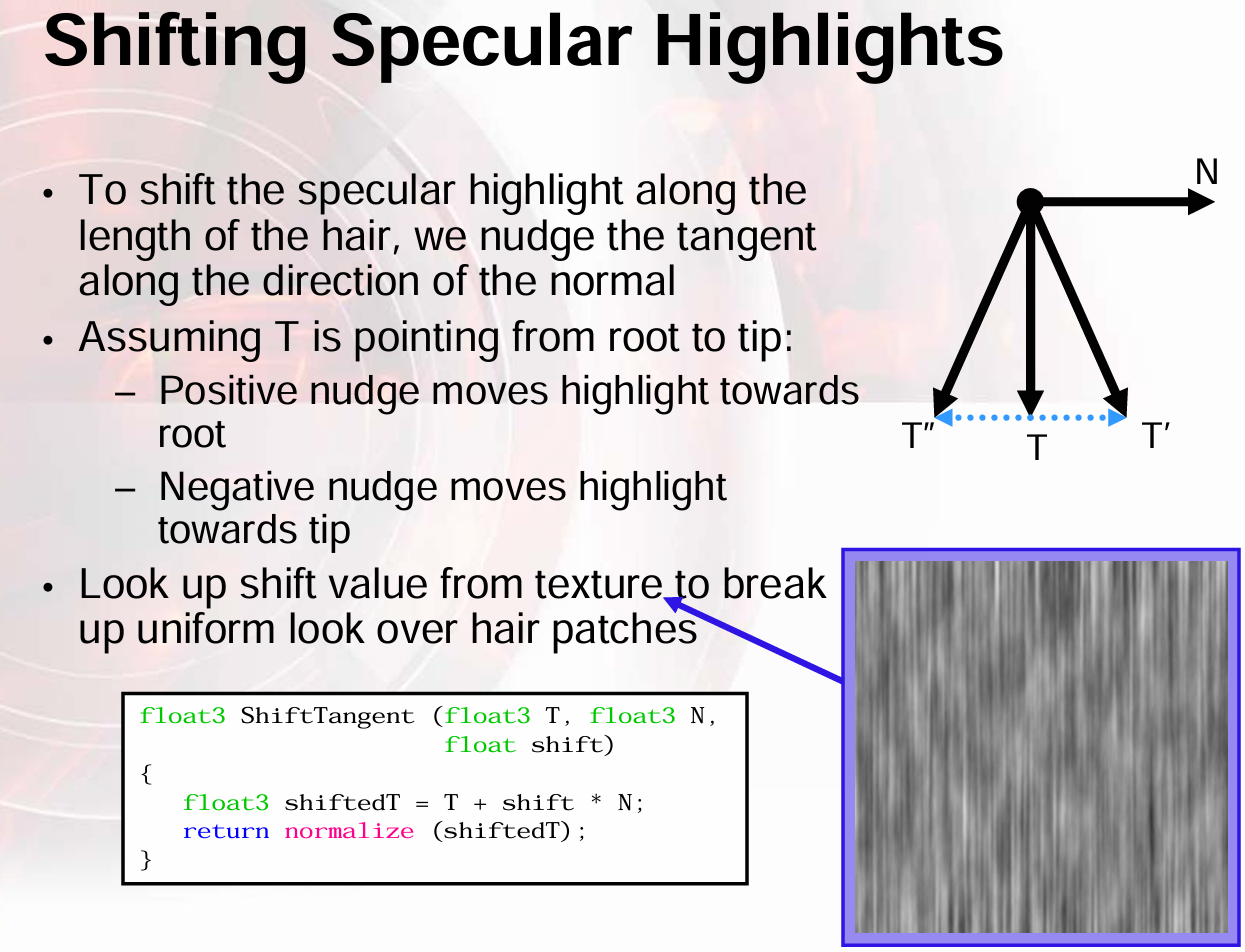 Shifting Specular Highlights
• To shift the specular highlight along the
length of the hair, we nudge the tangent
along the direction of the normal
• Assuming T is pointing from root to tip:
– Positive nudge moves highlight towards
root
– Negative nudge moves highlight
towards tip
• Look up shift value from texture to break
up uniform look over hair patches
N
T″
T
T′
float3 ShiftTangent (float3 T, float3 N,
float shift)
{
float3 shiftedT = T + shift * N;
return normalize (shiftedT);
}